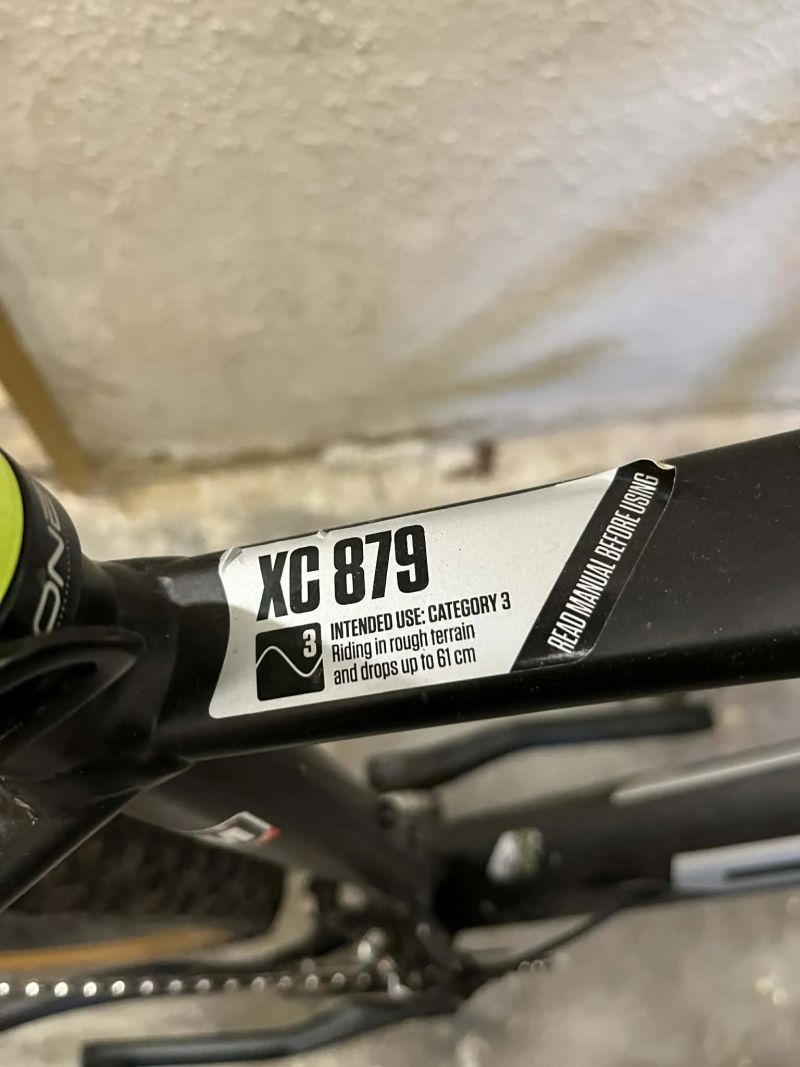 XC 879
3
INTENDED USE: CATEGORY 3
Riding in rough terrain
and drops up to 61 cm
READ MANUAL BEFORE USING
ONE